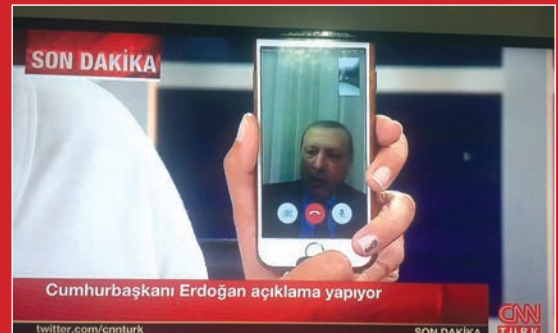 SON DAKİKA
Cumhurbaşkanı Erdoğan açıklama yapıyor
twitter.com/cnnturk
SON DAKİKA
CNN
TÜRK